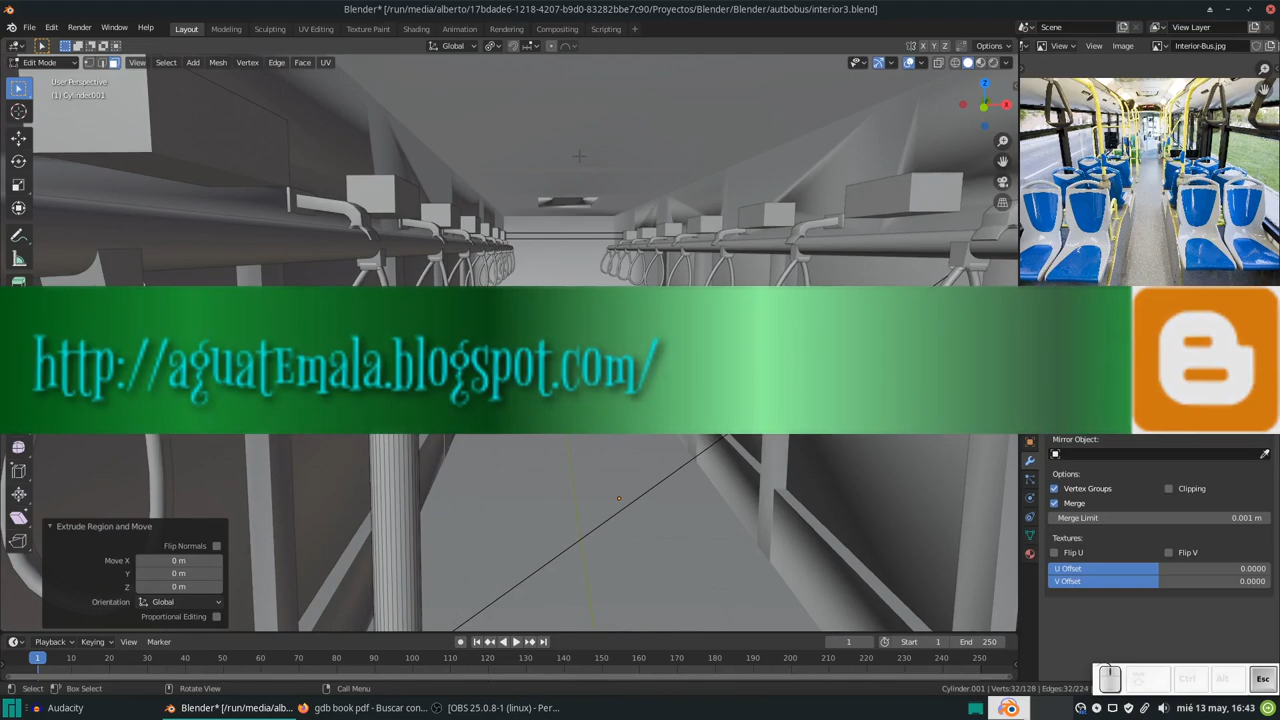 Blender* [/run/media/alberto/17bdade6-1218-4207-b9d0-83282bbe7c90/Proyectos/Blender/Blender/autbobus/interior3.blend]
File Edit Render Window Help Layout Modeling Sculpting UV Editing Texture Paint Shading Animation Rendering Compositing Scripting + Scene View Layer
Global X Y Z Options View View Image Interior-Bus.jpg
Edit Mode View Select Add Mesh Vertex Edge Face UV
User Perspective
(1) Cylinder.001
Z
X
http://aguatEmala.blogspot.com/
Mirror Object:
Options:
Vertex Groups Clipping
Merge
Merge Limit 0.001 m
Textures:
Flip U Flip V
U Offset 0.0000
V Offset 0.0000
Extrude Region and Move
Flip Normals
Move X 0 m
Y 0 m
Z 0 m
Orientation Global
Proportional Editing
Playback Keying View Marker 1 Start 1 End 250
1 10 20 30 40 50 60 70 80 90 100 110 120 130 140 150 160 170 180 190 200 210 220 230 240 250
Ctrl Alt Esc
Select Box Select Rotate View Call Menu Cylinder.001 | Verts:32/128 | Edges:32/224
Audacity Blender* [/run/media/alb... gdb book pdf - Buscar con... [OBS 25.0.8-1 (linux) - Per... mié 13 may, 16:43